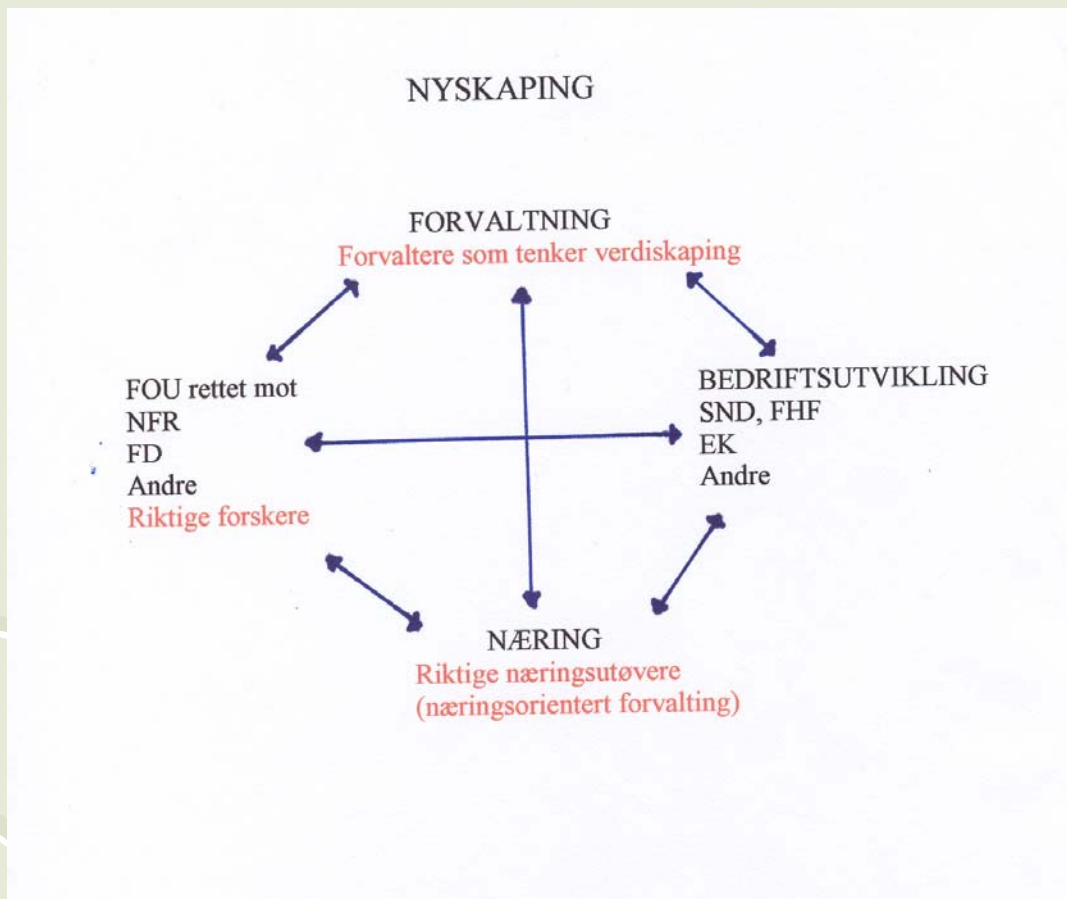 NYSKAPING
FORVALTNING
Forvaltere som tenker verdiskaping
FOU rettet mot
NFR
FD
Andre
Riktige forskere
BEDRIFTSUTVIKLING
SND, FHF
EK
Andre
NÆRING
Riktige næringsutøvere
(næringsorientert forvalting)